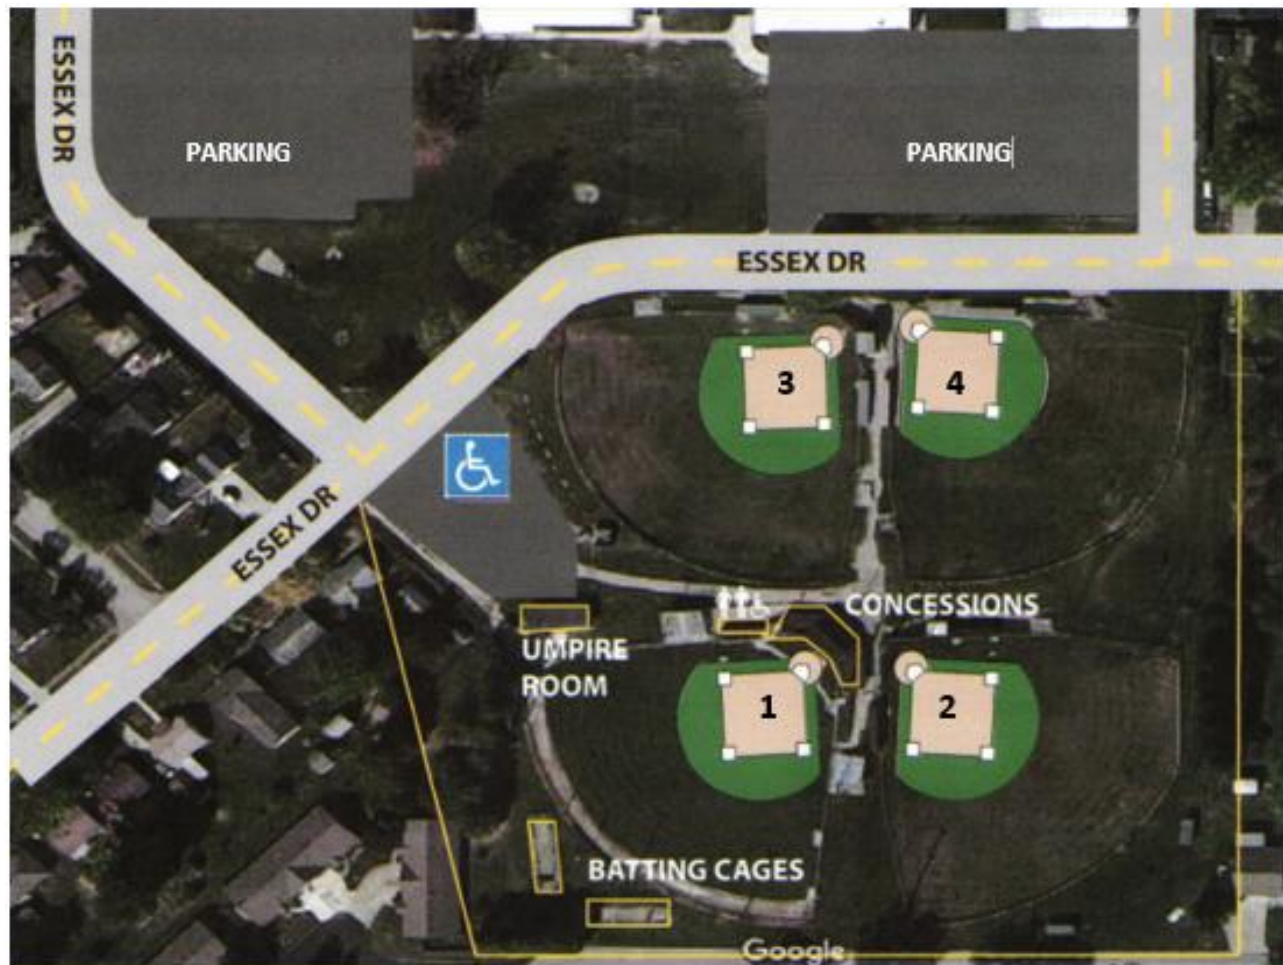 ESSEX DR
PARKING
PARKING
ESSEX DR
3
4
ESSEX DR
CONCESSIONS
UMPIRE
ROOM
1
2
BATTING CAGES
Google